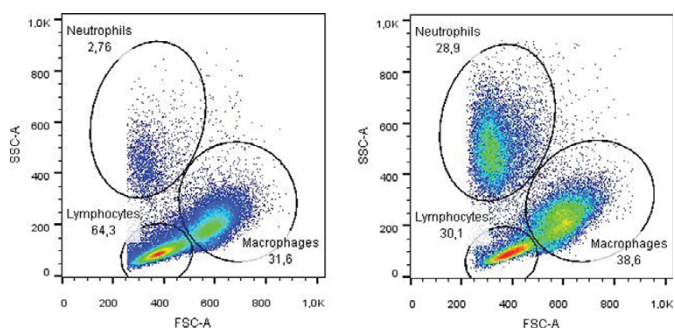 1,0K
Neutrophils
2,76
800
600
SSC-A
400
Lymphocytes
64,3
200
Macrophages
31,6
0
0 200 400 600 800 1,0K
FSC-A
1,0K
Neutrophils
28,9
800
600
SSC-A
400
Lymphocytes
30,1
200
Macrophages
38,6
0
0 200 400 600 800 1,0K
FSC-A